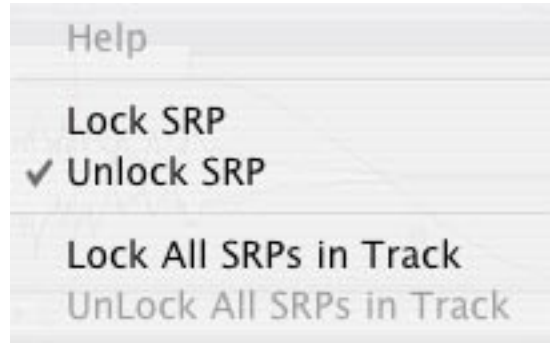 Help
Lock SRP
✓ Unlock SRP
Lock All SRPs in Track
UnLock All SRPs in Track